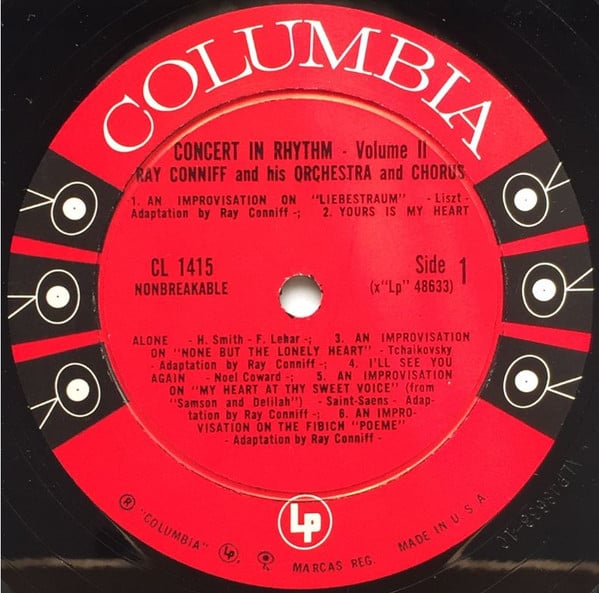 COLUMBIA
CONCERT IN RHYTHM - Volume II
RAY CONNIFF and his ORCHESTRA and CHORUS
1. AN IMPROVISATION ON "LIEBESTRAUM" - Liszt -
Adaptation by Ray Conniff -; 2. YOURS IS MY HEART
CL 1415
NONBREAKABLE
Side 1
(x"Lp" 48633)
ALONE - H. Smith - F. Lehar -; 3. AN IMPROVISATION
ON "NONE BUT THE LONELY HEART" - Tchaikovsky
- Adaptation by Ray Conniff -; 4. I'LL SEE YOU
AGAIN - Noel Coward -; 5. AN IMPROVISATION
ON "MY HEART AT THY SWEET VOICE" (from
"Samson and Delilah") - Saint-Saens - Adap-
tation by Ray Conniff -; 6. AN IMPRO-
VISATION ON THE FIBICH "POEME"
- Adaptation by Ray Conniff -
Lp
® "COLUMBIA" Lp MARCAS REG. MADE IN U.S.A.